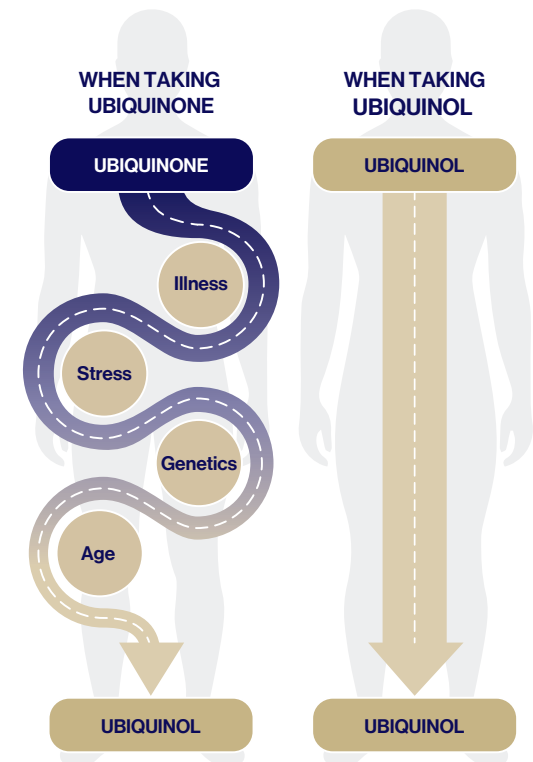 WHEN TAKING
UBIQUINONE
UBIQUINONE
Illness
Stress
Genetics
Age
UBIQUINOL
WHEN TAKING
UBIQUINOL
UBIQUINOL
UBIQUINOL